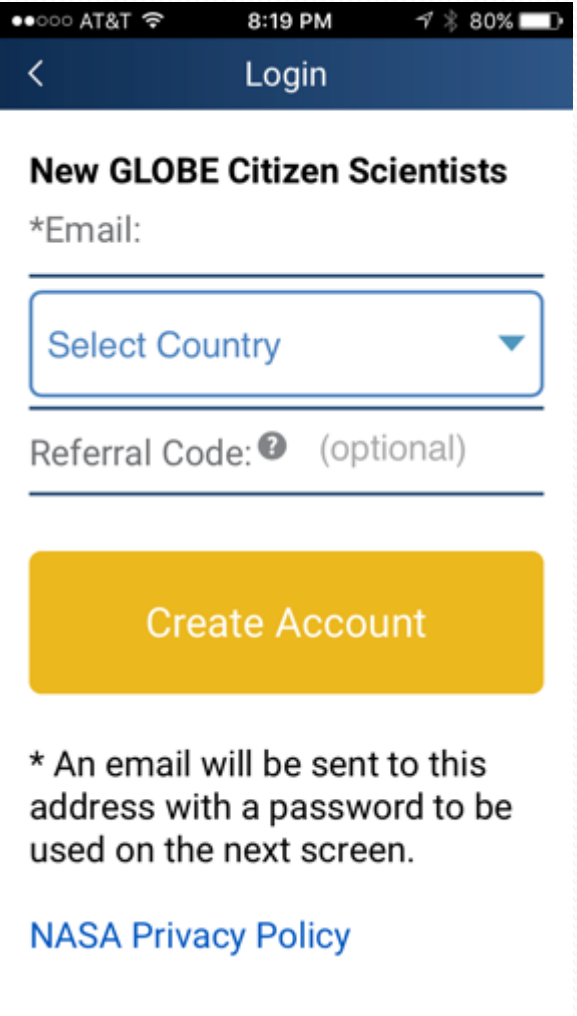 AT&T 8:19 PM 80%
Login
New GLOBE Citizen Scientists
*Email:
Select Country
Referral Code: ? (optional)
Create Account
* An email will be sent to this
address with a password to be
used on the next screen.
NASA Privacy Policy